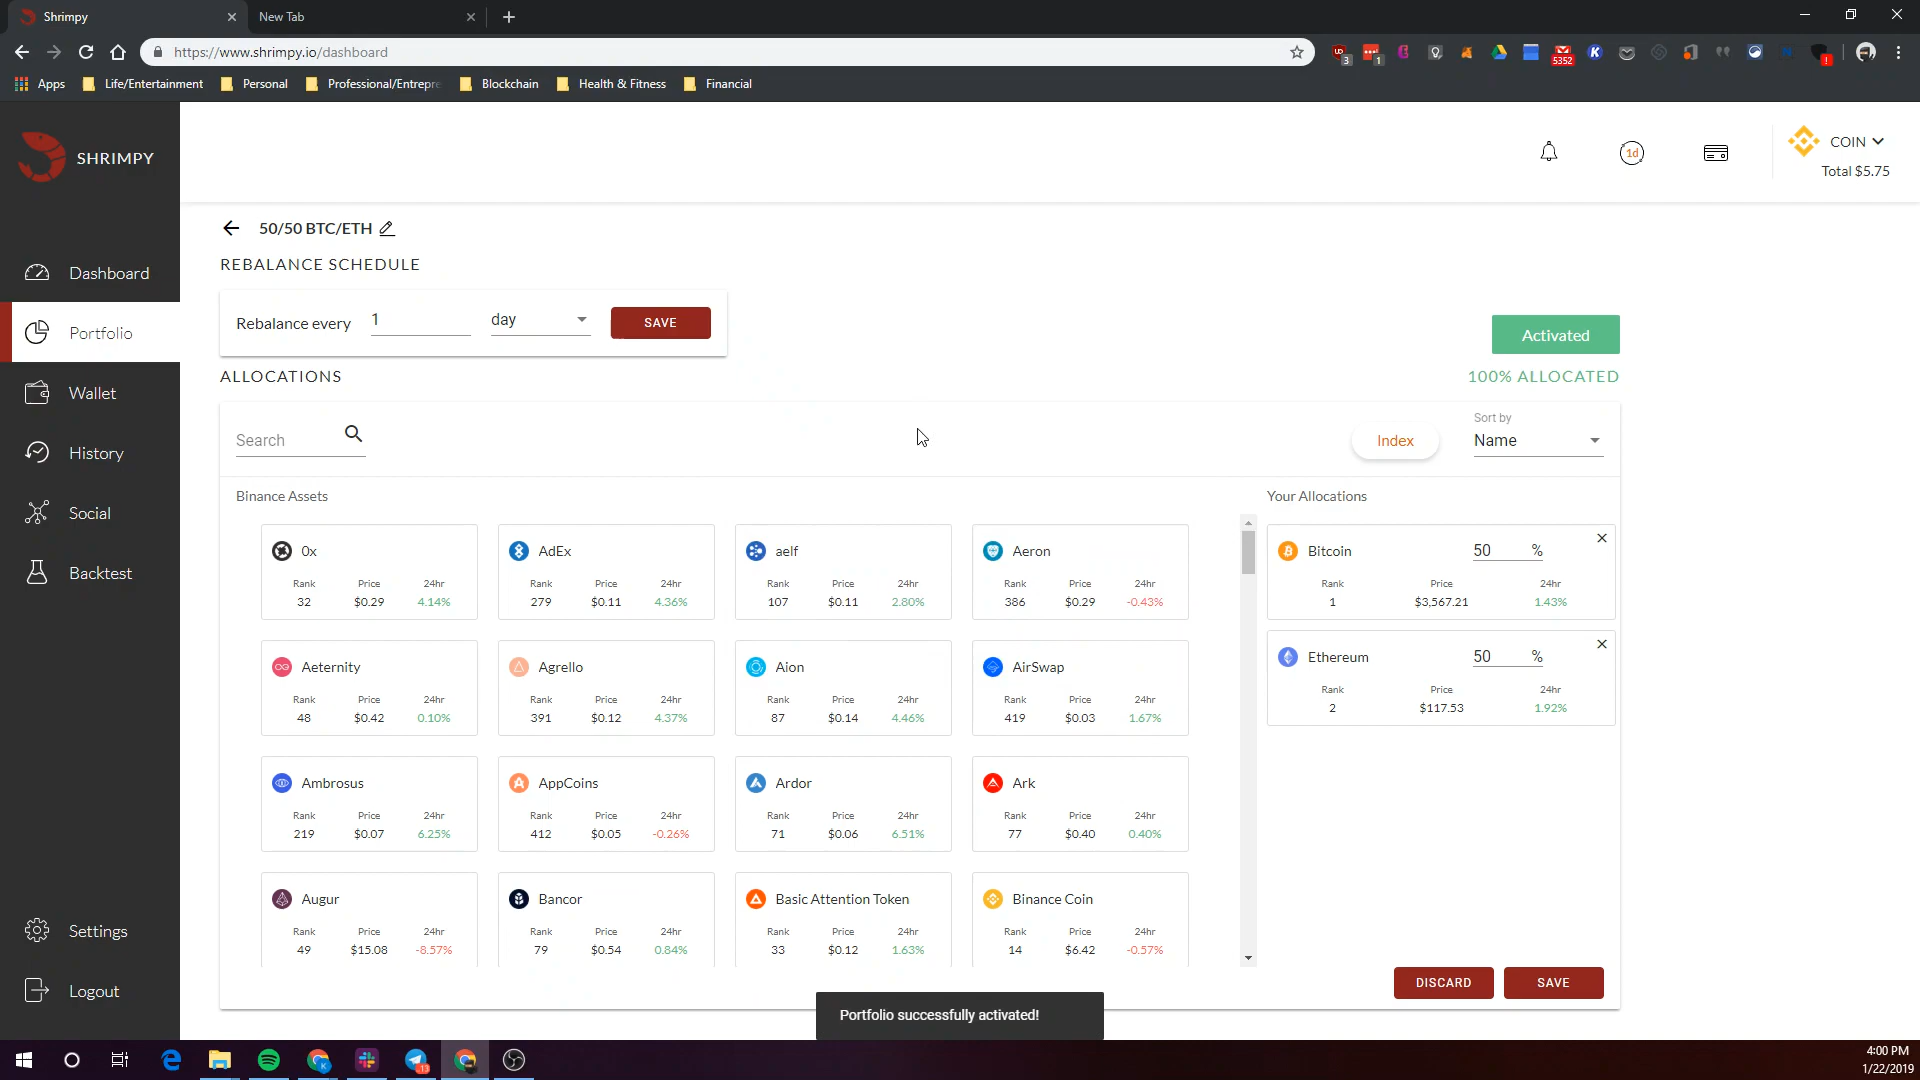 Shrimpy
New Tab
https://www.shrimpy.io/dashboard
3
1
5352
K
!
Apps
Life/Entertainment
Personal
Professional/Entrepre
Blockchain
Health & Fitness
Financial
SHRIMPY
1d
COIN
Total $5.75
Dashboard
Portfolio
Wallet
History
Social
Backtest
Settings
Logout
50/50 BTC/ETH
REBALANCE SCHEDULE
Rebalance every 1 day SAVE
Activated
ALLOCATIONS
100% ALLOCATED
Search
Index
Sort by
Name
Binance Assets
Your Allocations
0x
Rank Price 24hr
32 $0.29 4.14%
AdEx
Rank Price 24hr
279 $0.11 4.36%
aelf
Rank Price 24hr
107 $0.11 2.80%
Aeron
Rank Price 24hr
386 $0.29 -0.43%
Aeternity
Rank Price 24hr
48 $0.42 0.10%
Agrello
Rank Price 24hr
391 $0.12 4.37%
Aion
Rank Price 24hr
87 $0.14 4.46%
AirSwap
Rank Price 24hr
419 $0.03 1.67%
Ambrosus
Rank Price 24hr
219 $0.07 6.25%
AppCoins
Rank Price 24hr
412 $0.05 -0.26%
Ardor
Rank Price 24hr
71 $0.06 6.51%
Ark
Rank Price 24hr
77 $0.40 0.40%
Augur
Rank Price 24hr
49 $15.08 -8.57%
Bancor
Rank Price 24hr
79 $0.54 0.84%
Basic Attention Token
Rank Price 24hr
33 $0.12 1.63%
Binance Coin
Rank Price 24hr
14 $6.42 -0.57%
Bitcoin 50 %
Rank Price 24hr
1 $3,567.21 1.43%
Ethereum 50 %
Rank Price 24hr
2 $117.53 1.92%
DISCARD
SAVE
Portfolio successfully activated!
13
4:00 PM
1/22/2019